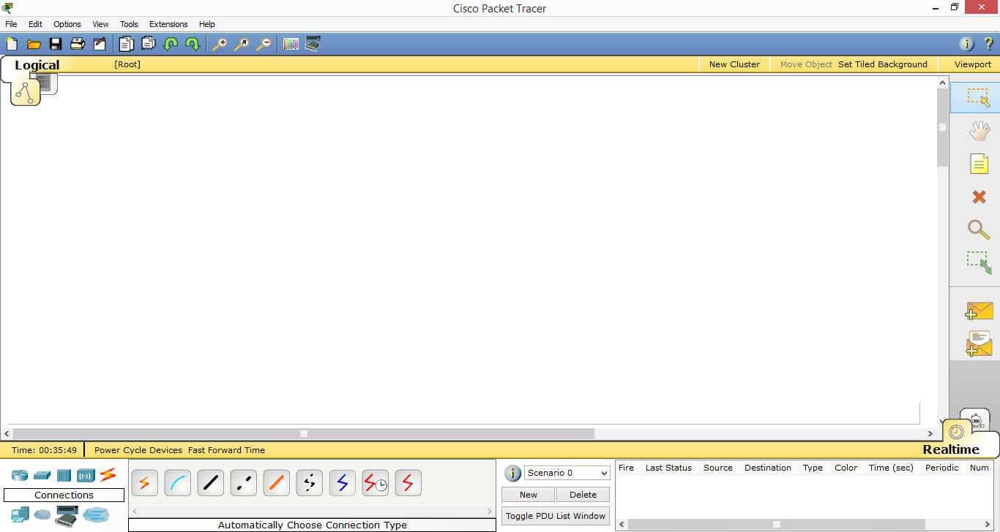 Cisco Packet Tracer
File Edit Options View Tools Extensions Help
Logical [Root] New Cluster Move Object Set Tiled Background Viewport
Time: 00:35:49 Power Cycle Devices Fast Forward Time Realtime
Scenario 0 Fire Last Status Source Destination Type Color Time (sec) Periodic Num
Connections New Delete
Toggle PDU List Window
Automatically Choose Connection Type